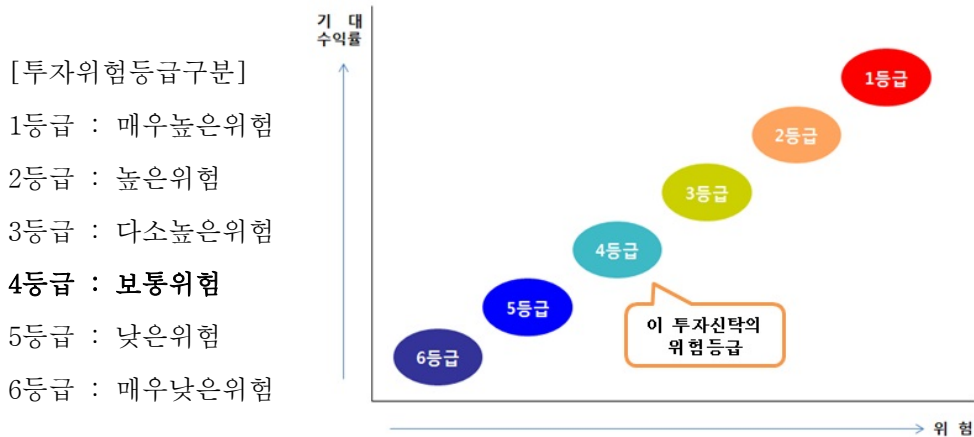 [투자위험등급구분]
1등급 : 매우높은위험
2등급 : 높은위험
3등급 : 다소높은위험
4등급 : 보통위험
5등급 : 낮은위험
6등급 : 매우낮은위험
기 대
수익률
1등급
2등급
3등급
4등급
5등급
6등급
이 투자신탁의
위험등급
위 험